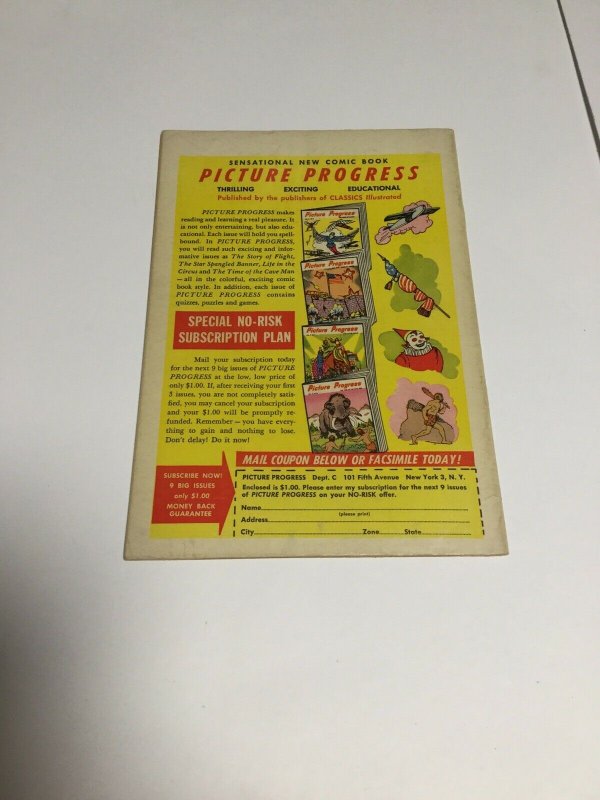 SENSATIONAL NEW COMIC BOOK
PICTURE PROGRESS
THRILLING EXCITING EDUCATIONAL
Published by the publishers of CLASSICS Illustrated
PICTURE PROGRESS makes
reading and learning a real pleasure. It
is not only entertaining, but also edu-
cational. Each issue will hold you spell-
bound. In PICTURE PROGRESS,
you will read such exciting and infor-
mative issues as The Story of Flight,
The Star Spangled Banner, Life in the
Circus and The Time of the Cave Man
—all in the colorful, exciting comic
book style. In addition, each issue of
PICTURE PROGRESS contains
quizzes, puzzles and games.
SPECIAL NO-RISK
SUBSCRIPTION PLAN
Mail your subscription today
for the next 9 big issues of PICTURE
PROGRESS at the low, low price of
only $1.00. If, after receiving your first
3 issues, you are not completely satis-
fied, you may cancel your subscription
and your $1.00 will be promptly re-
funded. Remember—you have every-
thing to gain and nothing to lose.
Don't delay! Do it now!
Picture Progress
Picture Progress
Picture Progress
Picture Progress
MAIL COUPON BELOW OR FACSIMILE TODAY!
SUBSCRIBE NOW!
9 BIG ISSUES
only $1.00
MONEY BACK
GUARANTEE
PICTURE PROGRESS Dept. C 101 Fifth Avenue New York 3, N. Y.
Enclosed is $1.00. Please enter my subscription for the next 9 issues
of PICTURE PROGRESS on your NO-RISK offer.
Name
(please print)
Address
City Zone State